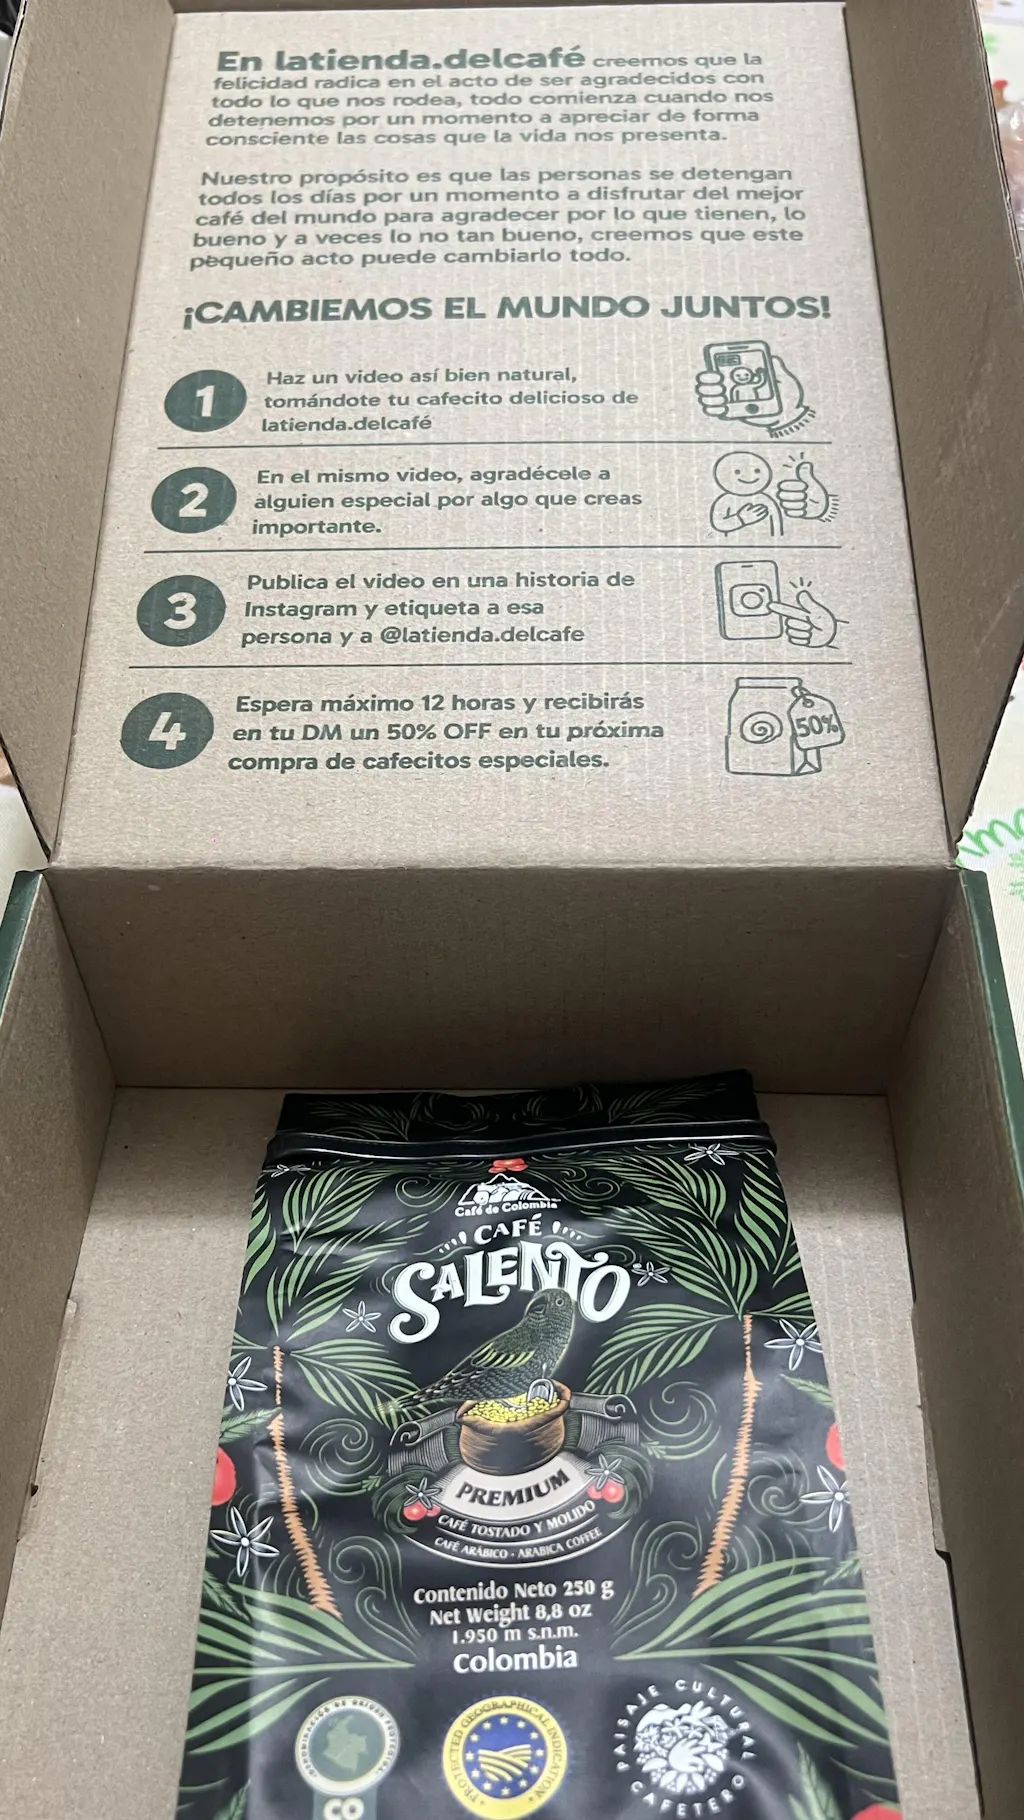 En latienda.delcafé creemos que la
felicidad radica en el acto de ser agradecidos con
todo lo que nos rodea, todo comienza cuando nos
detenemos por un momento a apreciar de forma
consciente las cosas que la vida nos presenta.
Nuestro propósito es que las personas se detengan
todos los días por un momento a disfrutar del mejor
café del mundo para agradecer por lo que tienen, lo
bueno y a veces lo no tan bueno, creemos que este
pequeño acto puede cambiarlo todo.
¡CAMBIEMOS EL MUNDO JUNTOS!
1
Haz un video así bien natural,
tomándote tu cafecito delicioso de
latienda.delcafé
2
En el mismo video, agradécele a
alguien especial por algo que creas
importante.
3
Publica el video en una historia de
Instagram y etiqueta a esa
persona y a @latienda.delcafe
4
Espera máximo 12 horas y recibirás
en tu DM un 50% OFF en tu próxima
compra de cafecitos especiales.
50%
Café de Colombia
CAFÉ
SALENTO
PREMIUM
CAFÉ TOSTADO Y MOLIDO
CAFÉ ARÁBICO · ARABICA COFFEE
Contenido Neto 250 g
Net Weight 8,8 oz
1.950 m s.n.m.
Colombia
DENOMINACIÓN DE ORIGEN PROTEGIDA
CO
PROTECTED GEOGRAPHICAL INDICATION
PAISAJE CULTURAL
CAFETERO